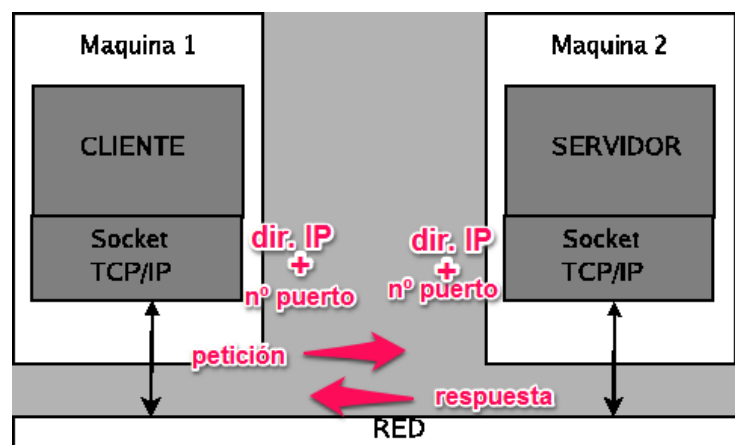 Maquina 1
Maquina 2
CLIENTE
SERVIDOR
Socket
TCP/IP
dir. IP
+
nº puerto
dir. IP
+
nº puerto
Socket
TCP/IP
petición
respuesta
RED